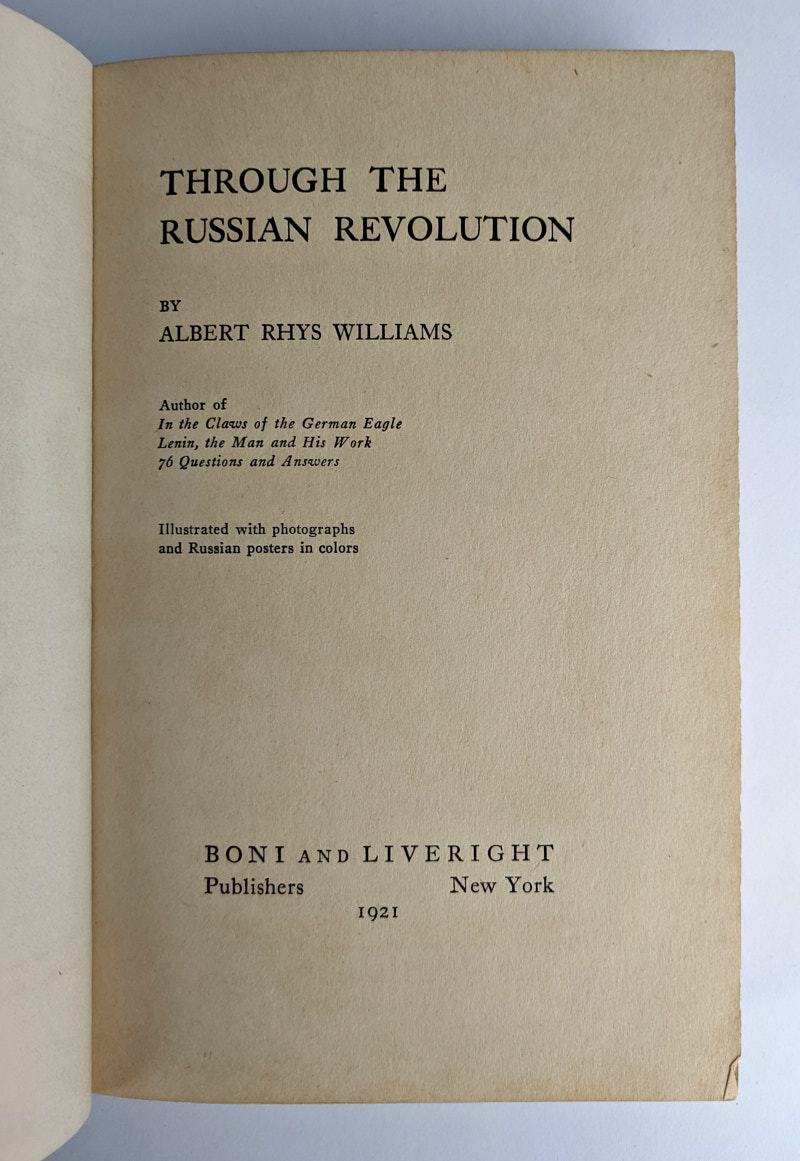 THROUGH THE
RUSSIAN REVOLUTION
BY
ALBERT RHYS WILLIAMS
Author of
In the Claws of the German Eagle
Lenin, the Man and His Work
76 Questions and Answers
Illustrated with photographs
and Russian posters in colors
BONI AND LIVERIGHT
Publishers New York
1921